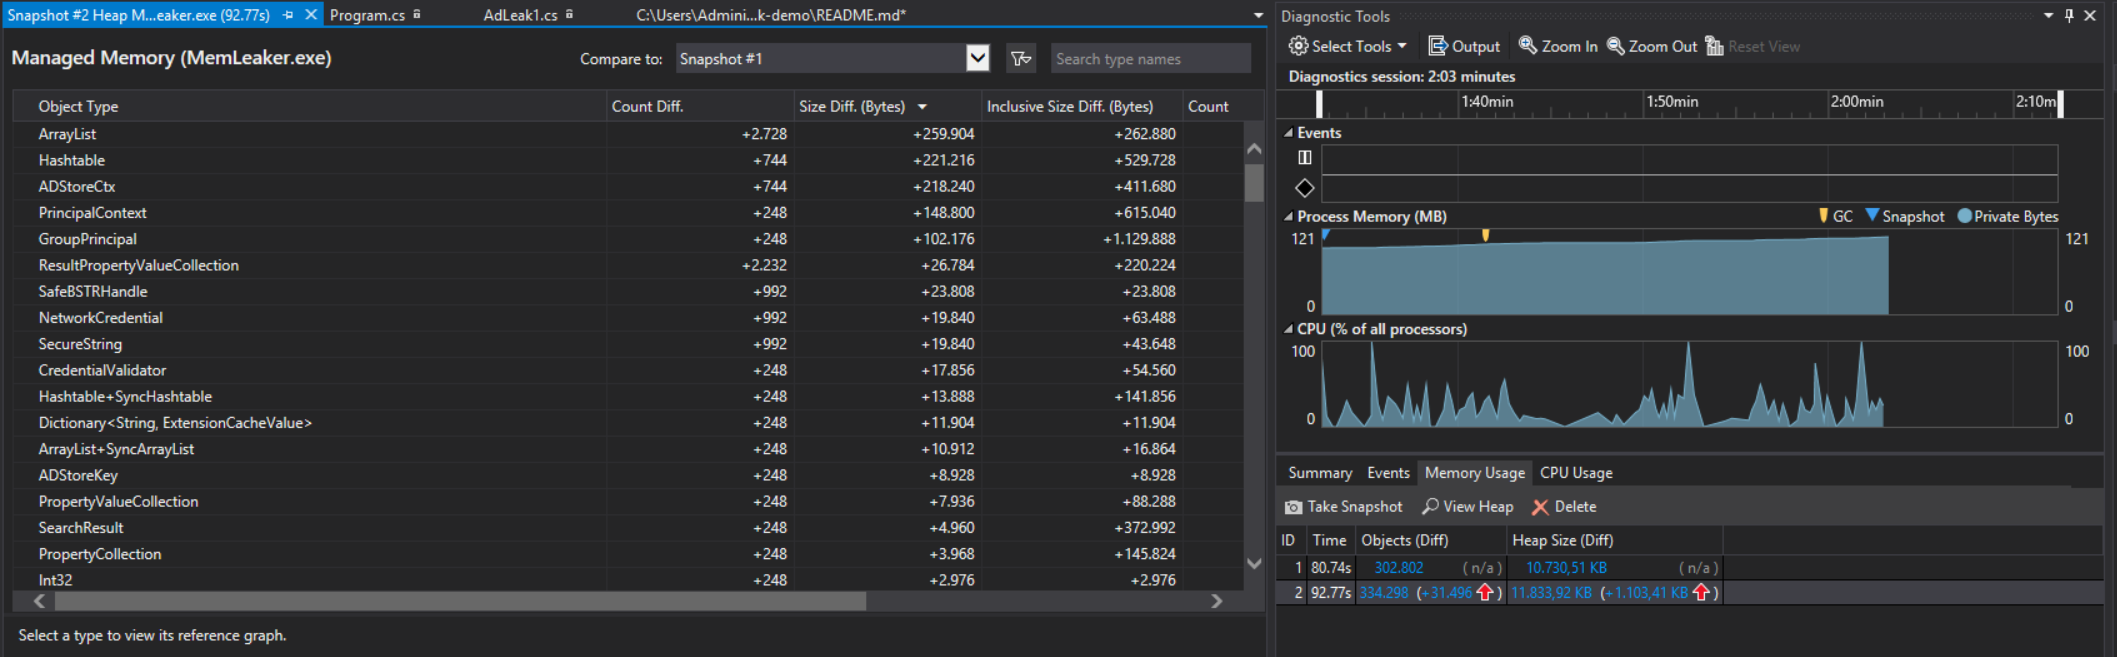 Snapshot #2 Heap M...eaker.exe (92.77s)
Program.cs
AdLeak1.cs
C:\Users\Admini...k-demo\README.md*
Managed Memory (MemLeaker.exe)
Compare to:
Snapshot #1
Search type names
Object Type Count Diff. Size Diff. (Bytes) Inclusive Size Diff. (Bytes) Count
ArrayList +2.728 +259.904 +262.880
Hashtable +744 +221.216 +529.728
ADStoreCtx +744 +218.240 +411.680
PrincipalContext +248 +148.800 +615.040
GroupPrincipal +248 +102.176 +1.129.888
ResultPropertyValueCollection +2.232 +26.784 +220.224
SafeBSTRHandle +992 +23.808 +23.808
NetworkCredential +992 +19.840 +63.488
SecureString +992 +19.840 +43.648
CredentialValidator +248 +17.856 +54.560
Hashtable+SyncHashtable +248 +13.888 +141.856
Dictionary<String, ExtensionCacheValue> +248 +11.904 +11.904
ArrayList+SyncArrayList +248 +10.912 +16.864
ADStoreKey +248 +8.928 +8.928
PropertyValueCollection +248 +7.936 +88.288
SearchResult +248 +4.960 +372.992
PropertyCollection +248 +3.968 +145.824
Int32 +248 +2.976 +2.976
Select a type to view its reference graph.
Diagnostic Tools
Select Tools Output Zoom In Zoom Out Reset View
Diagnostics session: 2:03 minutes
1:40min 1:50min 2:00min 2:10m
Events
Process Memory (MB) GC Snapshot Private Bytes
121 121
0 0
CPU (% of all processors)
100 100
0 0
Summary Events Memory Usage CPU Usage
Take Snapshot View Heap Delete
ID Time Objects (Diff) Heap Size (Diff)
1 80.74s 302.802 (n/a) 10.730,51 KB (n/a)
2 92.77s 334.298 (+31.496 ) 11.833,92 KB (+1.103,41 KB )